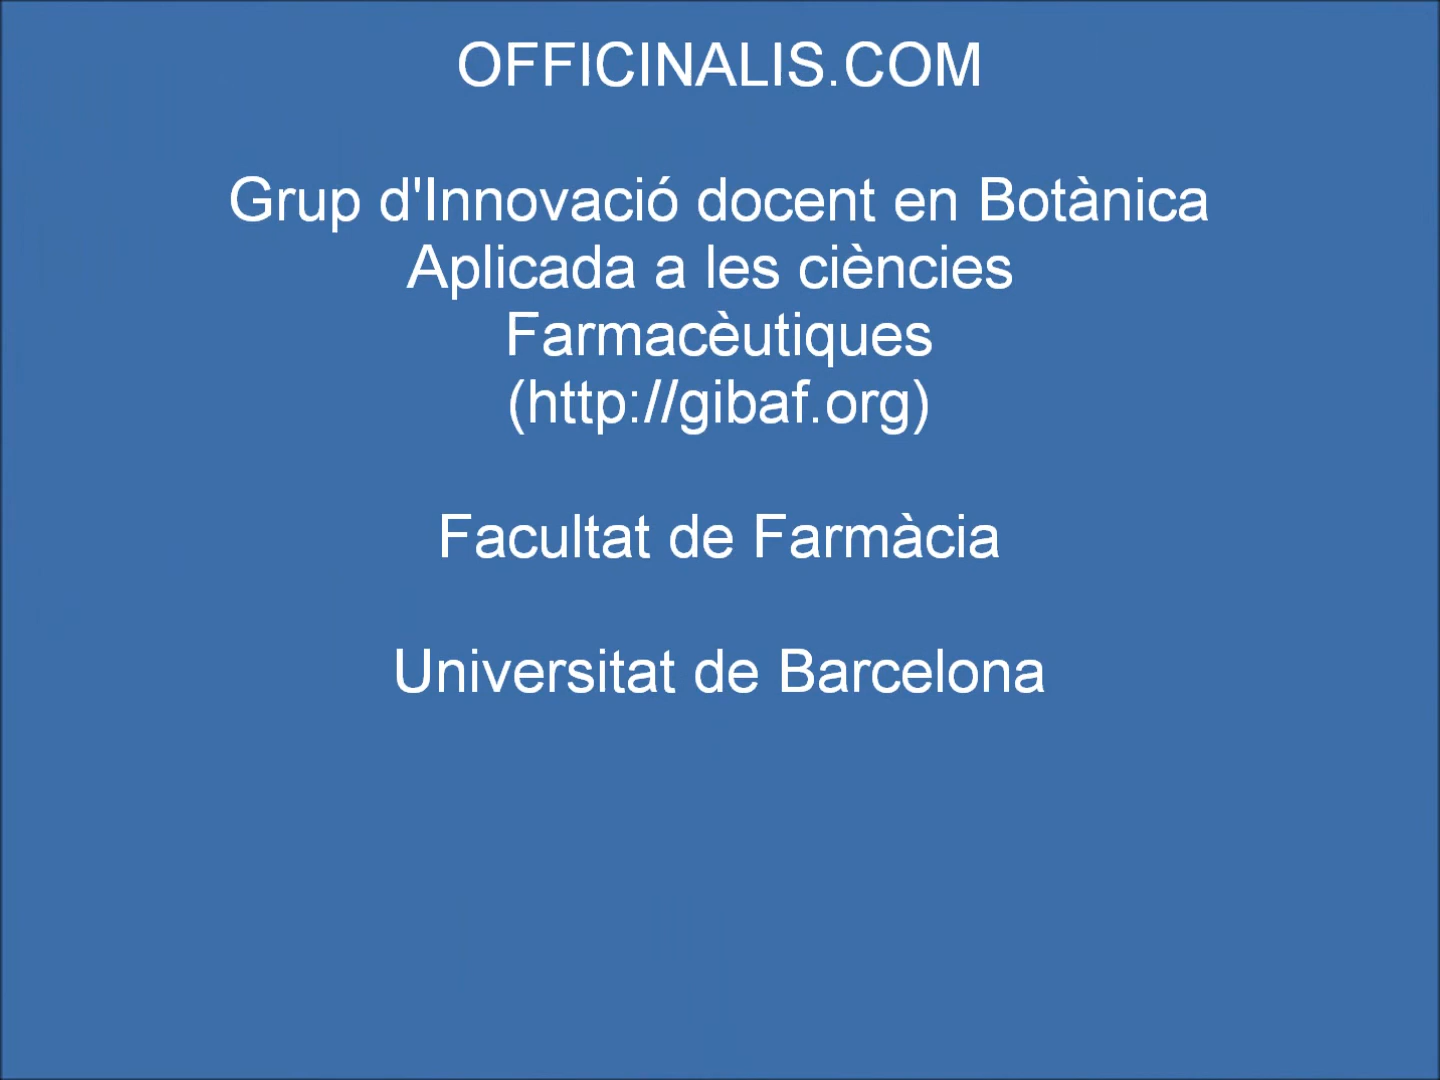 OFFICINALIS.COM
Grup d'Innovació docent en Botànica
Aplicada a les ciències
Farmacèutiques
(http://gibaf.org)
Facultat de Farmàcia
Universitat de Barcelona